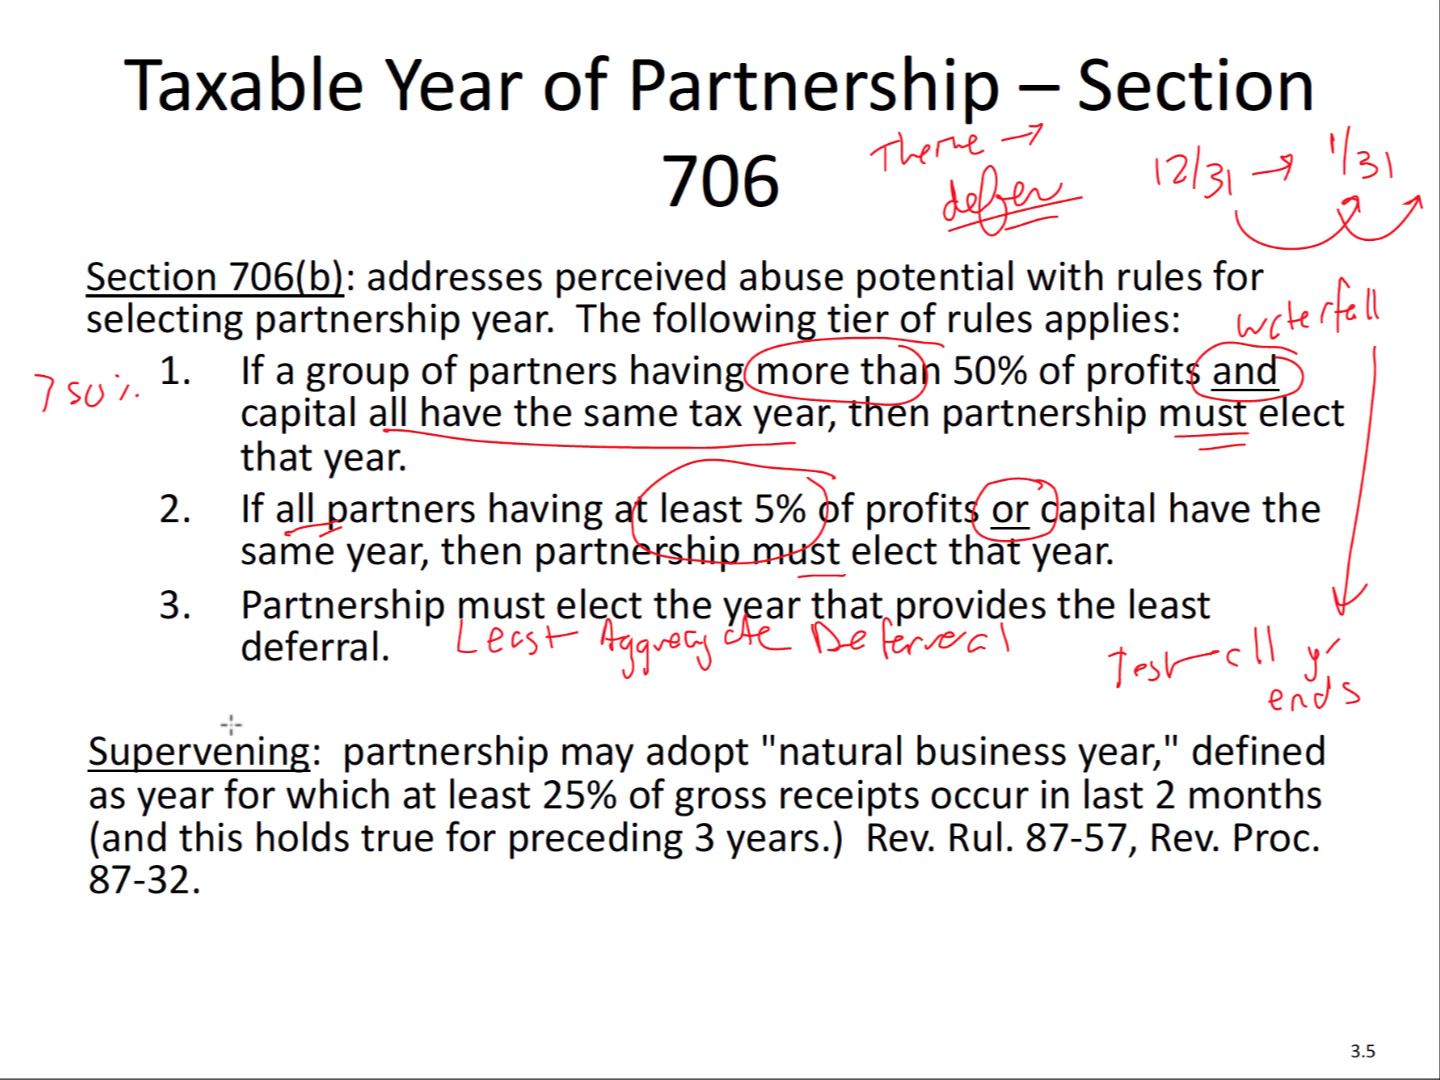 Taxable Year of Partnership – Section
706
Theme →
defer
12/31 → 1/31
Section 706(b): addresses perceived abuse potential with rules for
selecting partnership year. The following tier of rules applies:
waterfall
> 50%
1. If a group of partners having more than 50% of profits and
capital all have the same tax year, then partnership must elect
that year.
2. If all partners having at least 5% of profits or capital have the
same year, then partnership must elect that year.
3. Partnership must elect the year that provides the least
deferral.
Least Aggregate Deferreral
Test all yr
ends
Supervening: partnership may adopt "natural business year," defined
as year for which at least 25% of gross receipts occur in last 2 months
(and this holds true for preceding 3 years.) Rev. Rul. 87-57, Rev. Proc.
87-32.
3.5